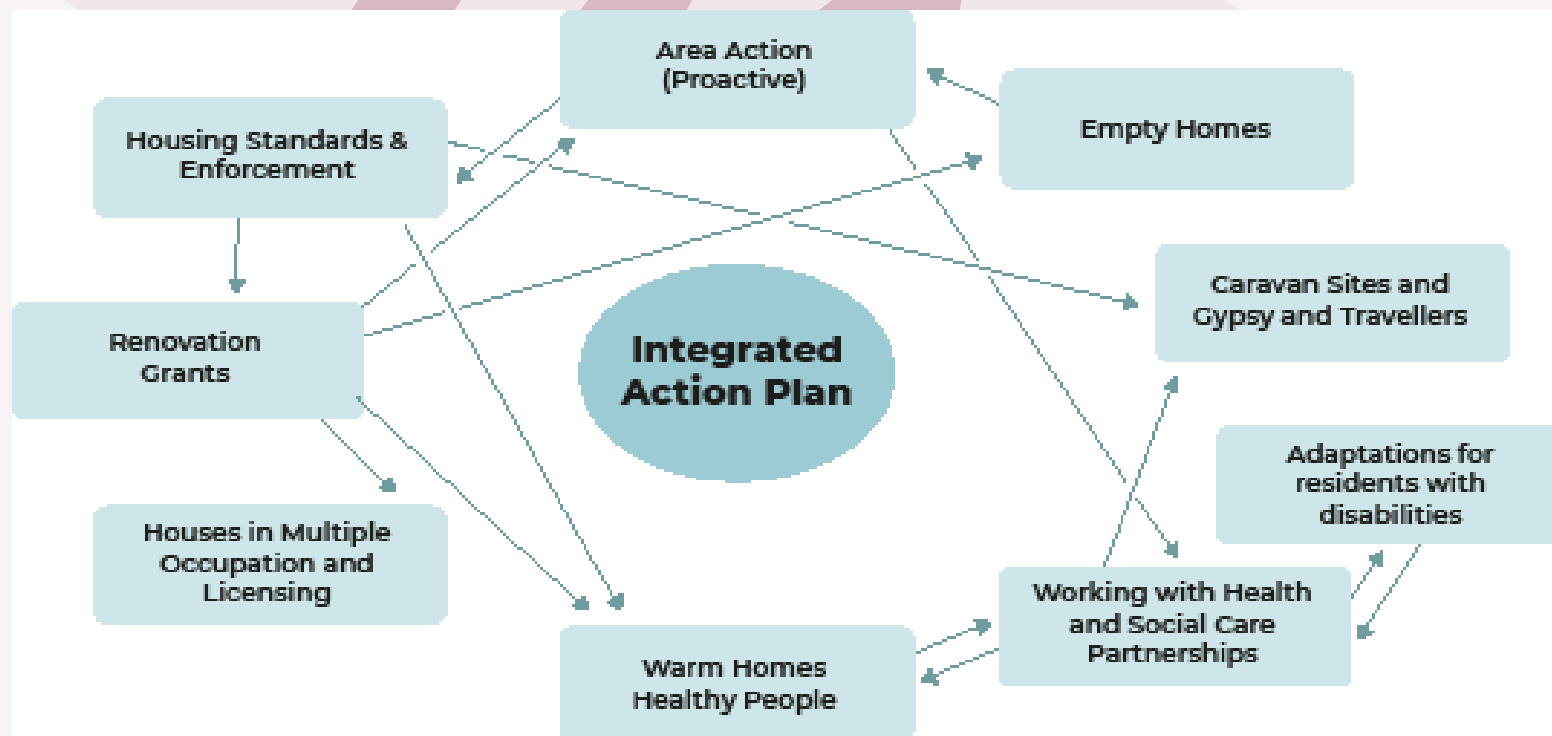 Area Action
(Proactive)
Empty Homes
Housing Standards &
Enforcement
Caravan Sites and
Gypsy and Travellers
Renovation
Grants
Integrated
Action Plan
Adaptations for
residents with
disabilities
Houses in Multiple
Occupation and
Licensing
Working with Health
and Social Care
Partnerships
Warm Homes
Healthy People